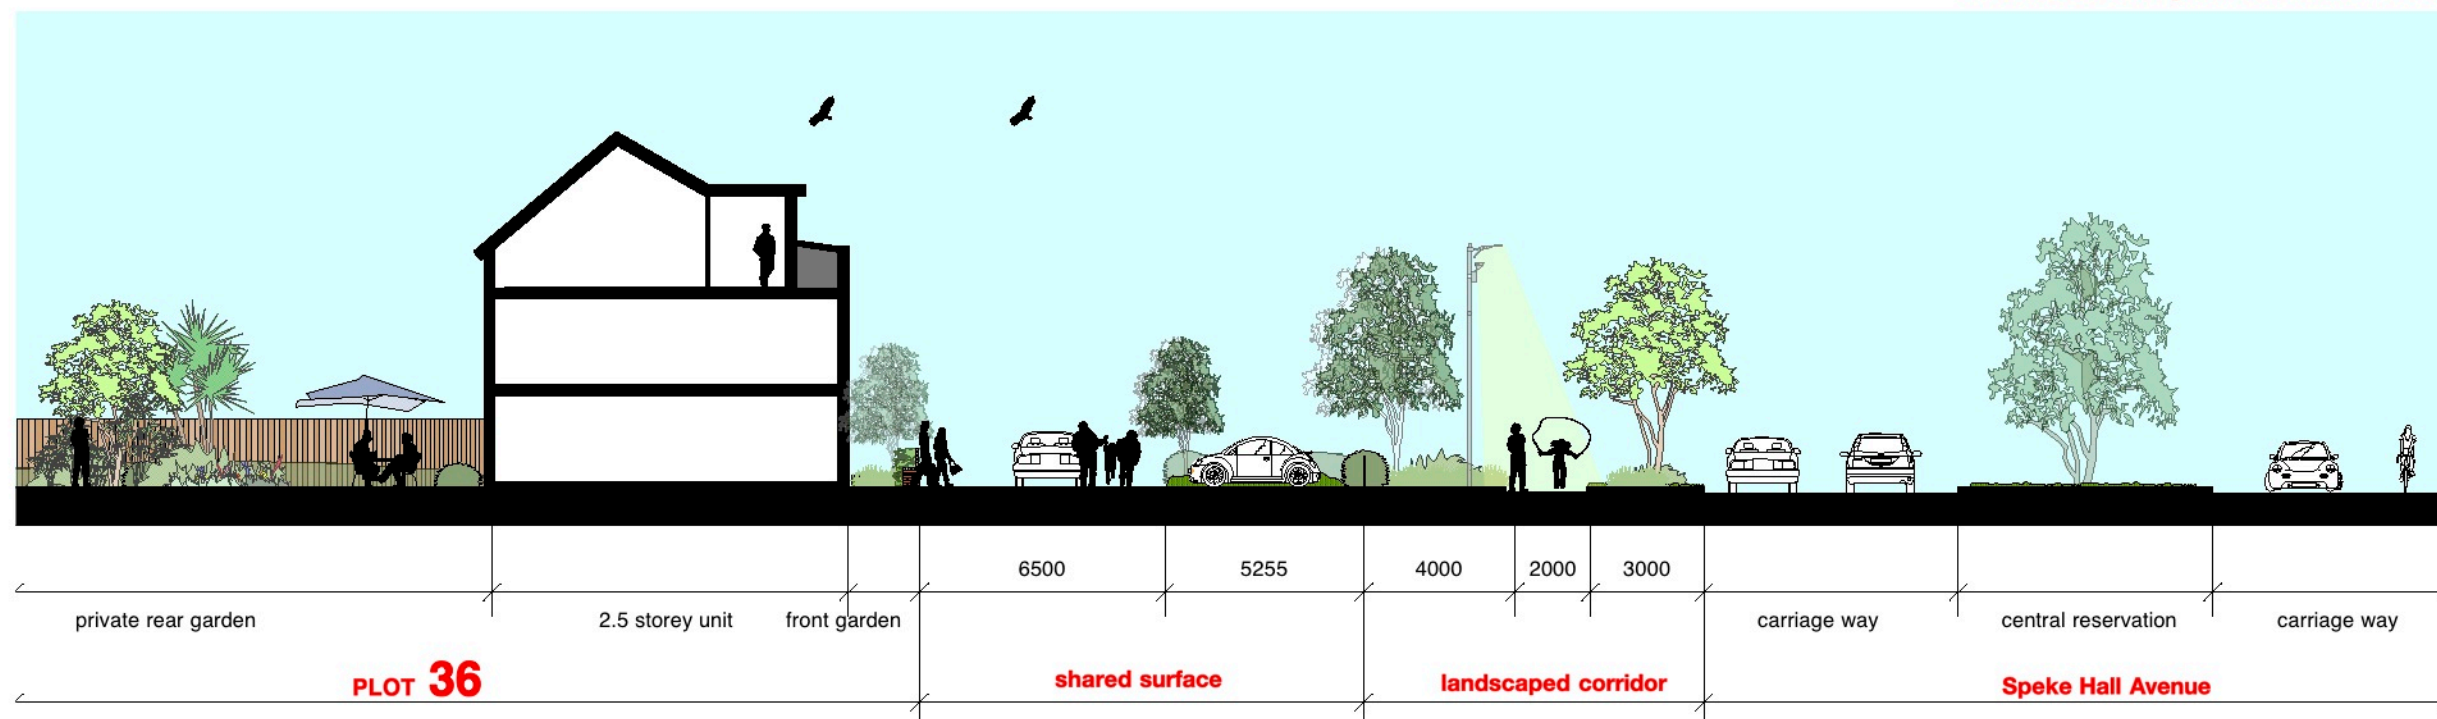 6500 5255 4000 2000 3000
private rear garden 2.5 storey unit front garden carriage way central reservation carriage way
PLOT 36 shared surface landscaped corridor Speke Hall Avenue